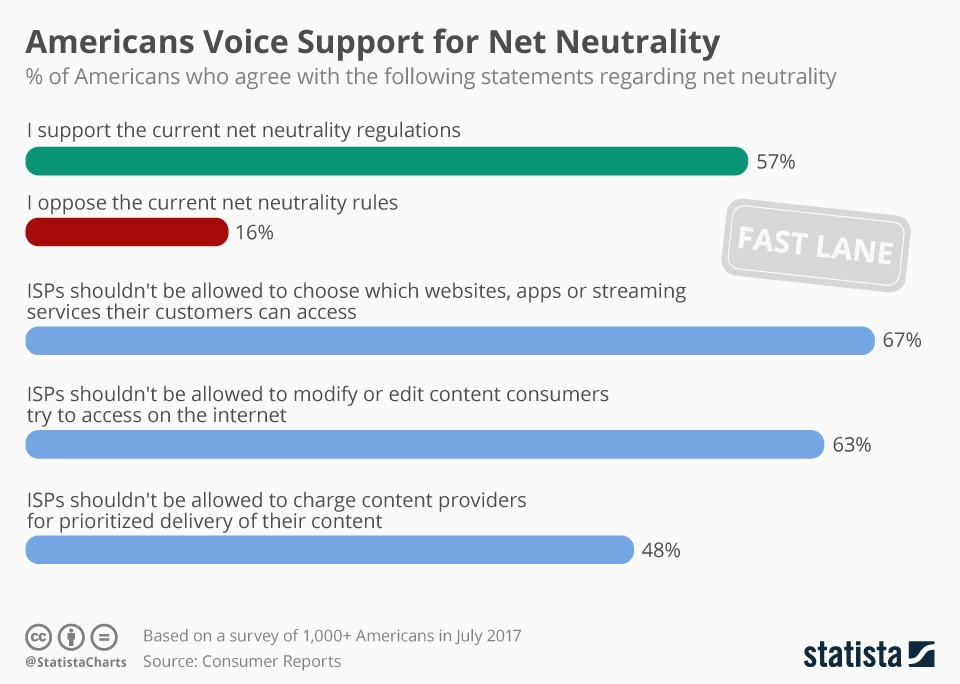 Americans Voice Support for Net Neutrality
% of Americans who agree with the following statements regarding net neutrality
I support the current net neutrality regulations
57%
I oppose the current net neutrality rules
16%
FAST LANE
ISPs shouldn't be allowed to choose which websites, apps or streaming
services their customers can access
67%
ISPs shouldn't be allowed to modify or edit content consumers
try to access on the internet
63%
ISPs shouldn't be allowed to charge content providers
for prioritized delivery of their content
48%
cc
@StatistaCharts
Based on a survey of 1,000+ Americans in July 2017
Source: Consumer Reports
statista